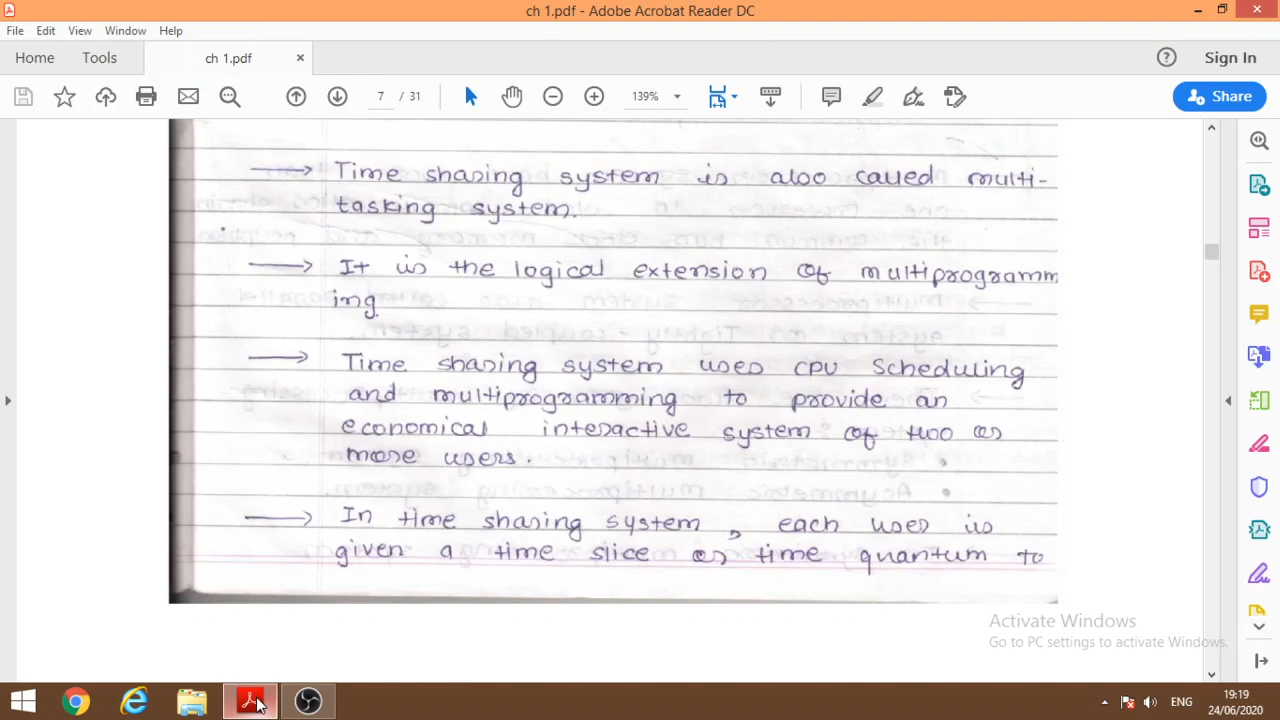 ch 1.pdf - Adobe Acrobat Reader DC
File Edit View Window Help
Home Tools ch 1.pdf × Sign In
7 / 31 139% Share
→ Time sharing system is also called multi-
tasking system.
→ It is the logical extension of multiprogramm
ing.
→ Time sharing system uses CPU Scheduling
and multiprogramming to provide an
economical interactive system of two or
more users.
→ In time sharing system, each user is
given a time slice or time quantum to
Activate Windows
Go to PC settings to activate Windows.
ENG
19:19
24/06/2020